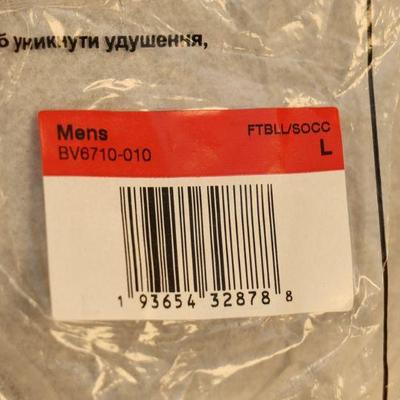 б уникнути удушення,
Mens FTBLL/SOCC
BV6710-010 L
1 93654 32878 8